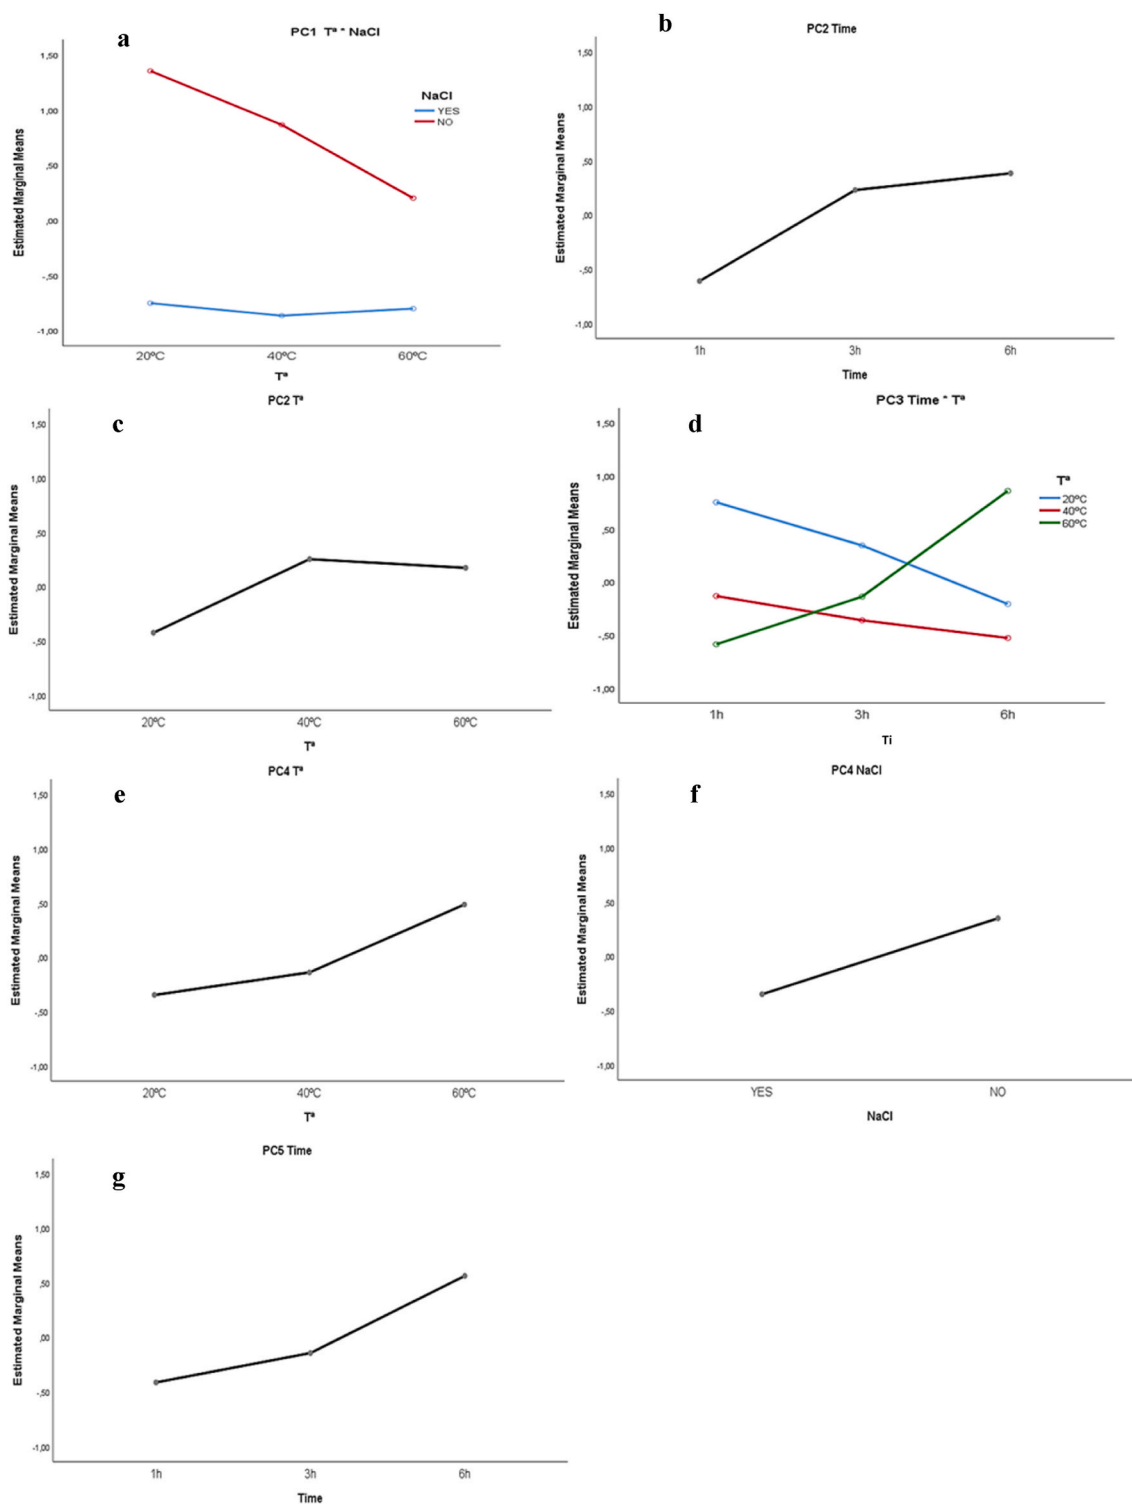 a
PC1 Tª * NaCl
1,50
1,00
,50
,00
-,50
-1,00
Estimated Marginal Means
NaCl
YES
NO
20ºC 40ºC 60ºC
Tª
b
PC2 Time
1,50
1,00
,50
,00
-,50
-1,00
Estimated Marginal Means
1h 3h 6h
Time
c
PC2 Tª
1,50
1,00
,50
,00
-,50
-1,00
Estimated Marginal Means
20ºC 40ºC 60ºC
Tª
d
PC3 Time * Tª
1,50
1,00
,50
,00
-,50
-1,00
Estimated Marginal Means
Tª
20ºC
40ºC
60ºC
1h 3h 6h
Ti
e
PC4 Tª
1,50
1,00
,50
,00
-,50
-1,00
Estimated Marginal Means
20ºC 40ºC 60ºC
Tª
f
PC4 NaCl
1,50
1,00
,50
,00
-,50
-1,00
Estimated Marginal Means
YES NO
NaCl
g
PC5 Time
1,50
1,00
,50
,00
-,50
-1,00
Estimated Marginal Means
1h 3h 6h
Time